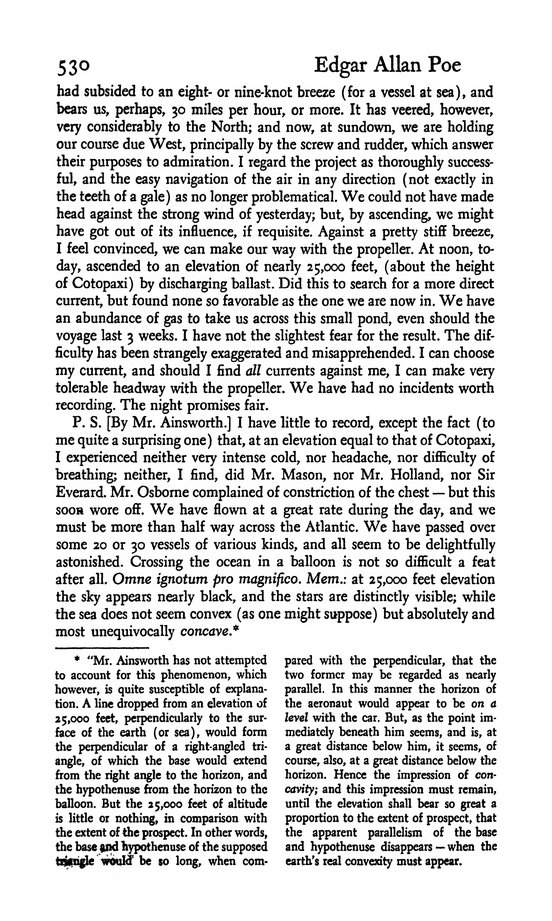 530
Edgar Allan Poe
had subsided to an eight- or nine-knot breeze (for a vessel at sea), and
bears us, perhaps, 30 miles per hour, or more. It has veered, however,
very considerably to the North; and now, at sundown, we are holding
our course due West, principally by the screw and rudder, which answer
their purposes to admiration. I regard the project as thoroughly success-
ful, and the easy navigation of the air in any direction (not exactly in
the teeth of a gale) as no longer problematical. We could not have made
head against the strong wind of yesterday; but, by ascending, we might
have got out of its influence, if requisite. Against a pretty stiff breeze,
I feel convinced, we can make our way with the propeller. At noon, to-
day, ascended to an elevation of nearly 25,000 feet, (about the height
of Cotopaxi) by discharging ballast. Did this to search for a more direct
current, but found none so favorable as the one we are now in. We have
an abundance of gas to take us across this small pond, even should the
voyage last 3 weeks. I have not the slightest fear for the result. The dif-
ficulty has been strangely exaggerated and misapprehended. I can choose
my current, and should I find all currents against me, I can make very
tolerable headway with the propeller. We have had no incidents worth
recording. The night promises fair.
P. S. [By Mr. Ainsworth.] I have little to record, except the fact (to
me quite a surprising one) that, at an elevation equal to that of Cotopaxi,
I experienced neither very intense cold, nor headache, nor difficulty of
breathing; neither, I find, did Mr. Mason, nor Mr. Holland, nor Sir
Everard. Mr. Osborne complained of constriction of the chest — but this
soon wore off. We have flown at a great rate during the day, and we
must be more than half way across the Atlantic. We have passed over
some 20 or 30 vessels of various kinds, and all seem to be delightfully
astonished. Crossing the ocean in a balloon is not so difficult a feat
after all. Omne ignotum pro magnifico. Mem.: at 25,000 feet elevation
the sky appears nearly black, and the stars are distinctly visible; while
the sea does not seem convex (as one might suppose) but absolutely and
most unequivocally concave.*
* "Mr. Ainsworth has not attempted
to account for this phenomenon, which
however, is quite susceptible of explana-
tion. A line dropped from an elevation of
25,000 feet, perpendicularly to the sur-
face of the earth (or sea), would form
the perpendicular of a right-angled tri-
angle, of which the base would extend
from the right angle to the horizon, and
the hypothenuse from the horizon to the
balloon. But the 25,000 feet of altitude
is little or nothing, in comparison with
the extent of the prospect. In other words,
the base and hypothenuse of the supposed
triangle would be so long, when com-
pared with the perpendicular, that the
two former may be regarded as nearly
parallel. In this manner the horizon of
the aeronaut would appear to be on a
level with the car. But, as the point im-
mediately beneath him seems, and is, at
a great distance below him, it seems, of
course, also, at a great distance below the
horizon. Hence the impression of con-
cavity; and this impression must remain,
until the elevation shall bear so great a
proportion to the extent of prospect, that
the apparent parallelism of the base
and hypothenuse disappears — when the
earth's real convexity must appear.